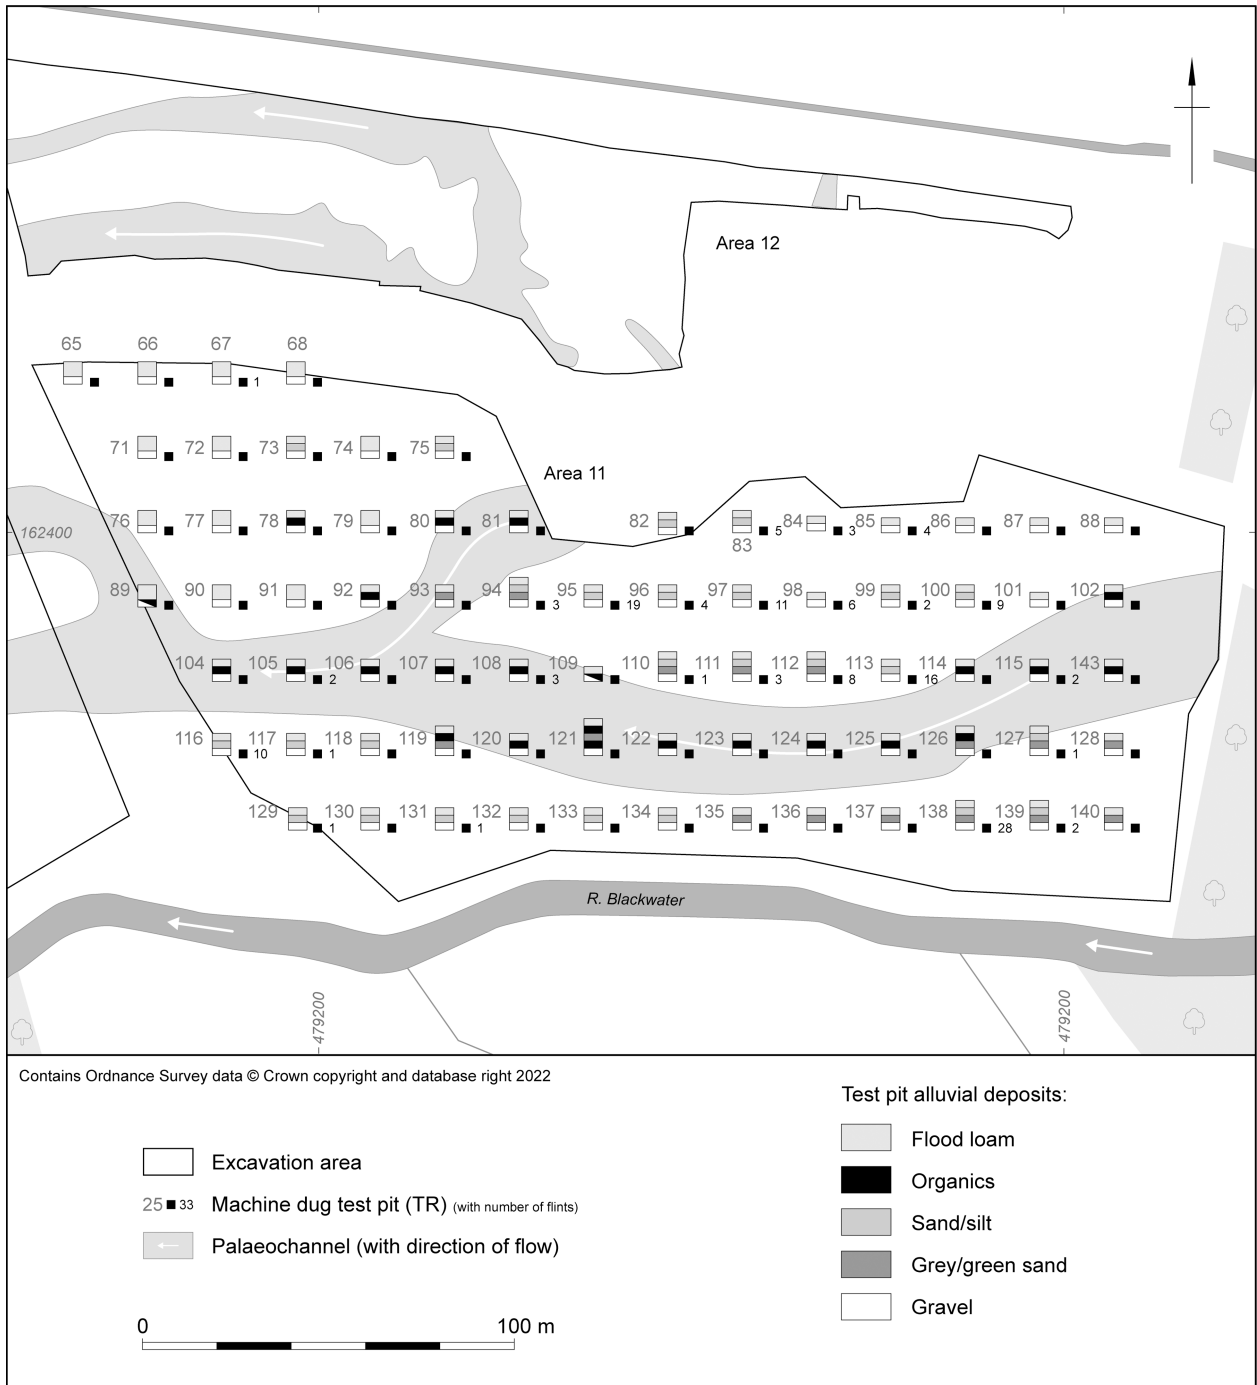 Area 12
65 66 67 68
1
71 72 73 74 75
Area 11
76 77 78 79 80 81 82 83 84 85 86 87 88
5 3 4
162400
89 90 91 92 93 94 95 96 97 98 99 100 101 102
3 19 4 11 6 2 9
104 105 106 107 108 109 110 111 112 113 114 115 143
2 3 1 3 8 16 2
116 117 118 119 120 121 122 123 124 125 126 127 128
10 1 1
129 130 131 132 133 134 135 136 137 138 139 140
1 1 28 2
R. Blackwater
479200
479200
Contains Ordnance Survey data © Crown copyright and database right 2022
Excavation area
25 33 Machine dug test pit (TR) (with number of flints)
Palaeochannel (with direction of flow)
0 100 m
Test pit alluvial deposits:
Flood loam
Organics
Sand/silt
Grey/green sand
Gravel